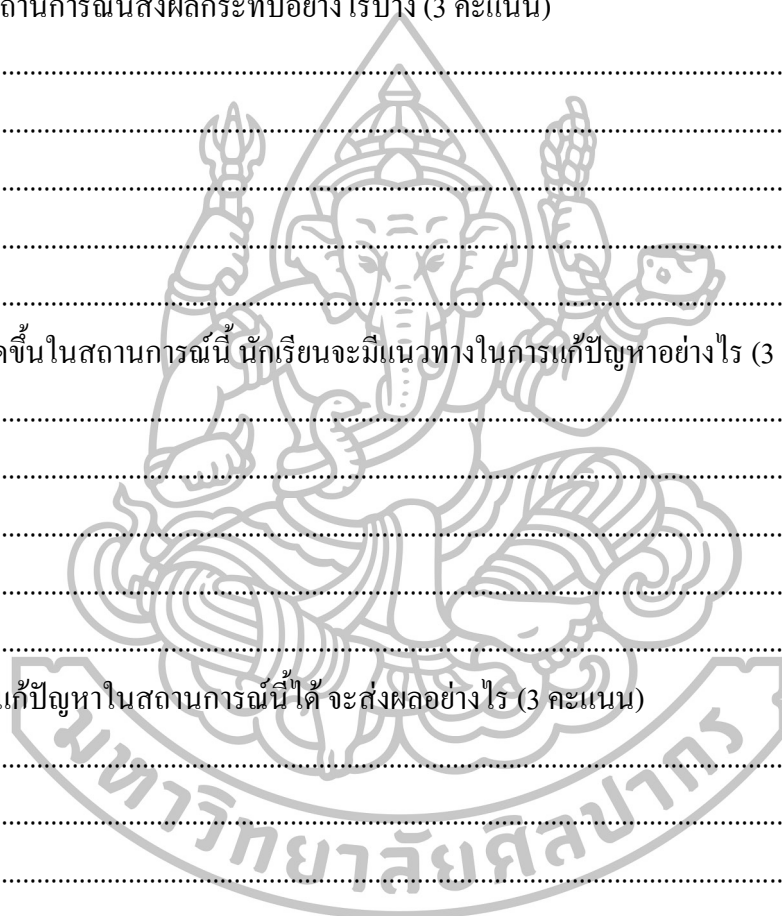 ถานการณ์นี้ส่งผลกระทบอย่างไรบ้าง (3 คะแนน)
ดขึ้นในสถานการณ์นี้ นักเรียนจะมีแนวทางในการแก้ปัญหาอย่างไร (3
แก้ปัญหาในสถานการณ์นี้ได้ จะส่งผลอย่างไร (3 คะแนน)
มหาวิทยาลัยศิลปากร